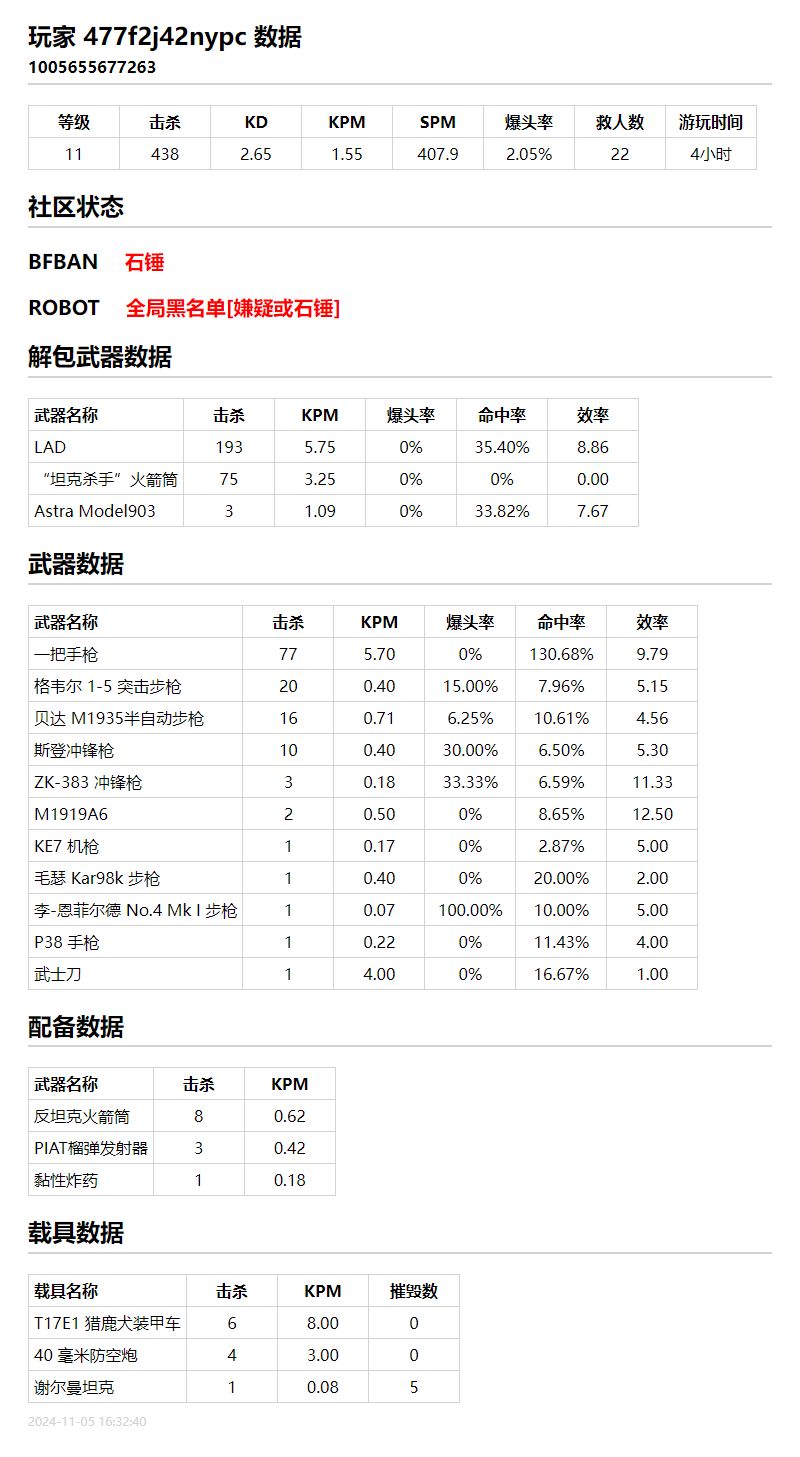 玩家 477f2j42nypc 数据
1005655677263
等级 击杀 KD KPM SPM 爆头率 救人数 游玩时间
11 438 2.65 1.55 407.9 2.05% 22 4小时
社区状态
BFBAN 石锤
ROBOT 全局黑名单[嫌疑或石锤]
解包武器数据
武器名称 击杀 KPM 爆头率 命中率 效率
LAD 193 5.75 0% 35.40% 8.86
“坦克杀手”火箭筒 75 3.25 0% 0% 0.00
Astra Model903 3 1.09 0% 33.82% 7.67
武器数据
武器名称 击杀 KPM 爆头率 命中率 效率
一把手枪 77 5.70 0% 130.68% 9.79
格韦尔 1-5 突击步枪 20 0.40 15.00% 7.96% 5.15
贝达 M1935半自动步枪 16 0.71 6.25% 10.61% 4.56
斯登冲锋枪 10 0.40 30.00% 6.50% 5.30
ZK-383 冲锋枪 3 0.18 33.33% 6.59% 11.33
M1919A6 2 0.50 0% 8.65% 12.50
KE7 机枪 1 0.17 0% 2.87% 5.00
毛瑟 Kar98k 步枪 1 0.40 0% 20.00% 2.00
李-恩菲尔德 No.4 Mk I 步枪 1 0.07 100.00% 10.00% 5.00
P38 手枪 1 0.22 0% 11.43% 4.00
武士刀 1 4.00 0% 16.67% 1.00
配备数据
武器名称 击杀 KPM
反坦克火箭筒 8 0.62
PIAT榴弹发射器 3 0.42
黏性炸药 1 0.18
载具数据
载具名称 击杀 KPM 摧毁数
T17E1 猎鹿犬装甲车 6 8.00 0
40 毫米防空炮 4 3.00 0
谢尔曼坦克 1 0.08 5
2024-11-05 16:32:40